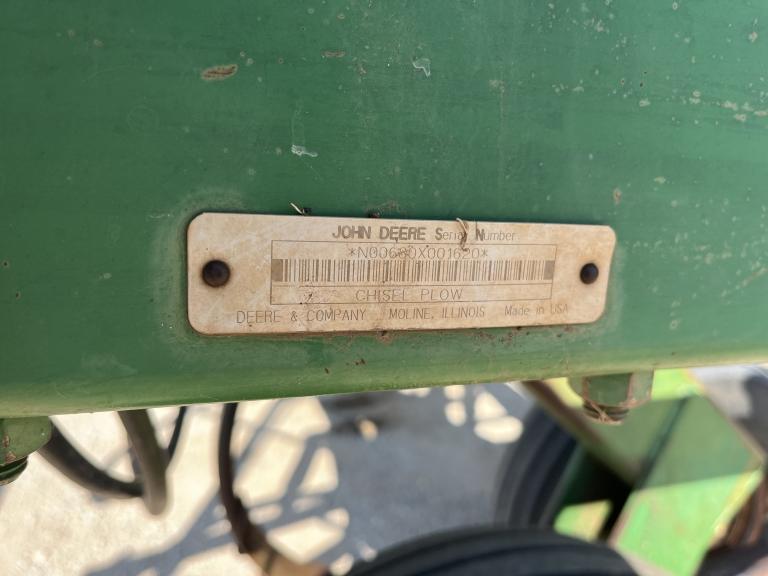 JOHN DEERE Serial Number
*N00680X001620*
CHISEL PLOW
DEERE & COMPANY MOLINE, ILLINOIS Made in USA